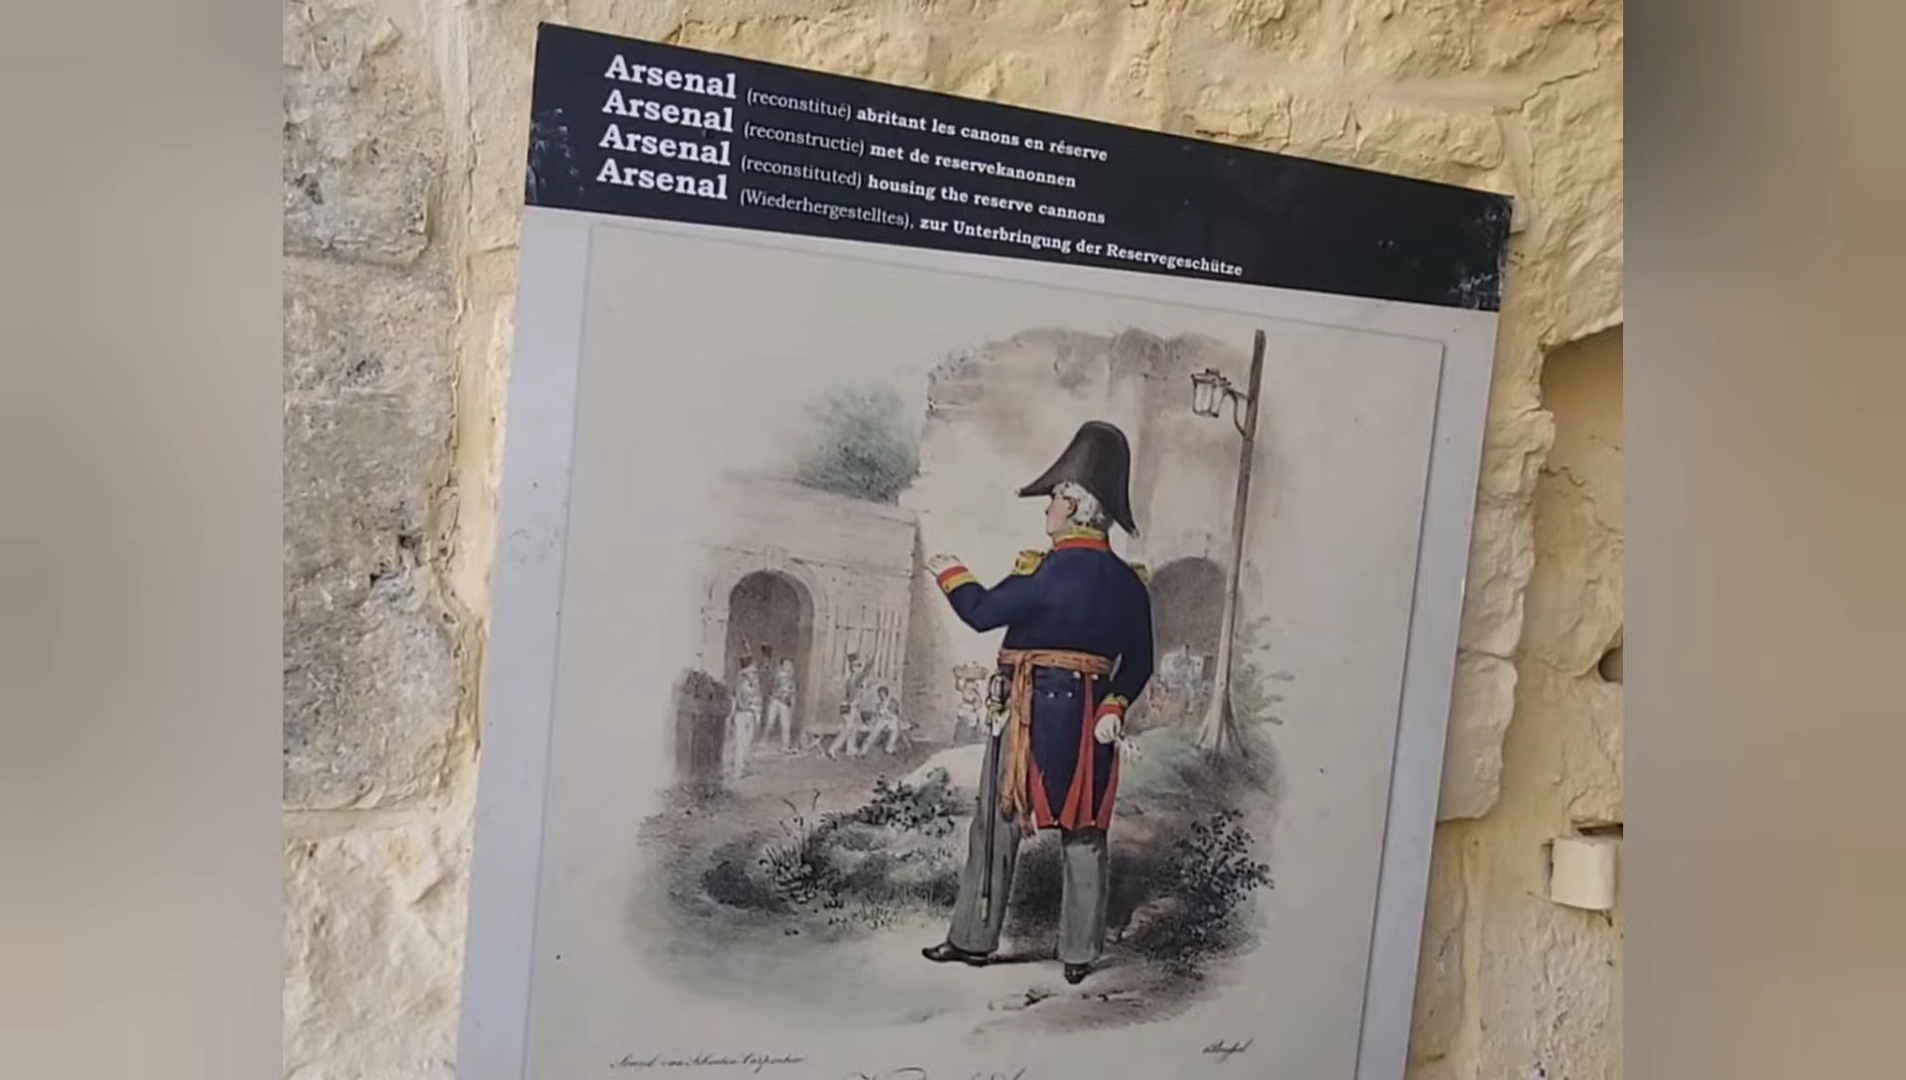 Arsenal (reconstitué) abritant les canons en réserve
Arsenal (reconstructie) met de reservekanonnen
Arsenal (reconstituted) housing the reserve cannons
Arsenal (Wiederhergestelltes), zur Unterbringung der Reservegeschütze